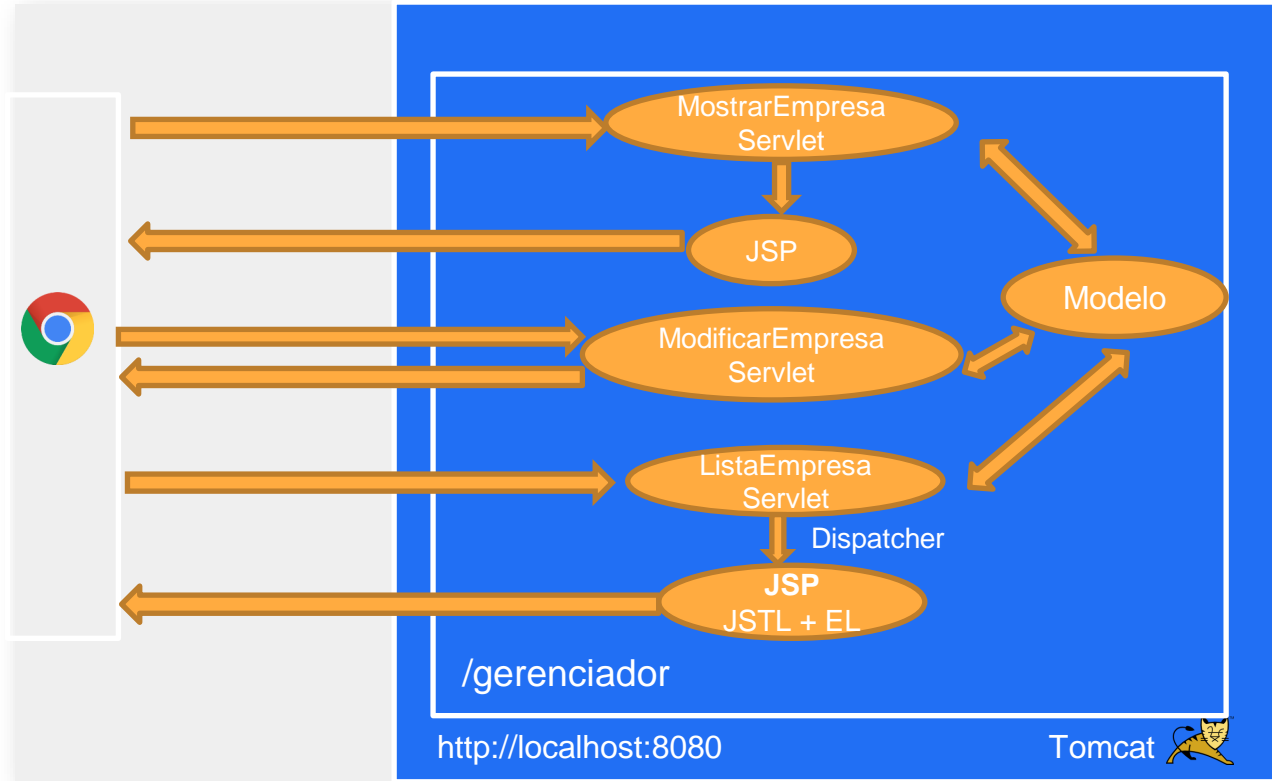 MostrarEmpresa
Servlet
JSP
Modelo
ModificarEmpresa
Servlet
ListaEmpresa
Servlet
Dispatcher
JSP
JSTL + EL
/gerenciador
http://localhost:8080
Tomcat